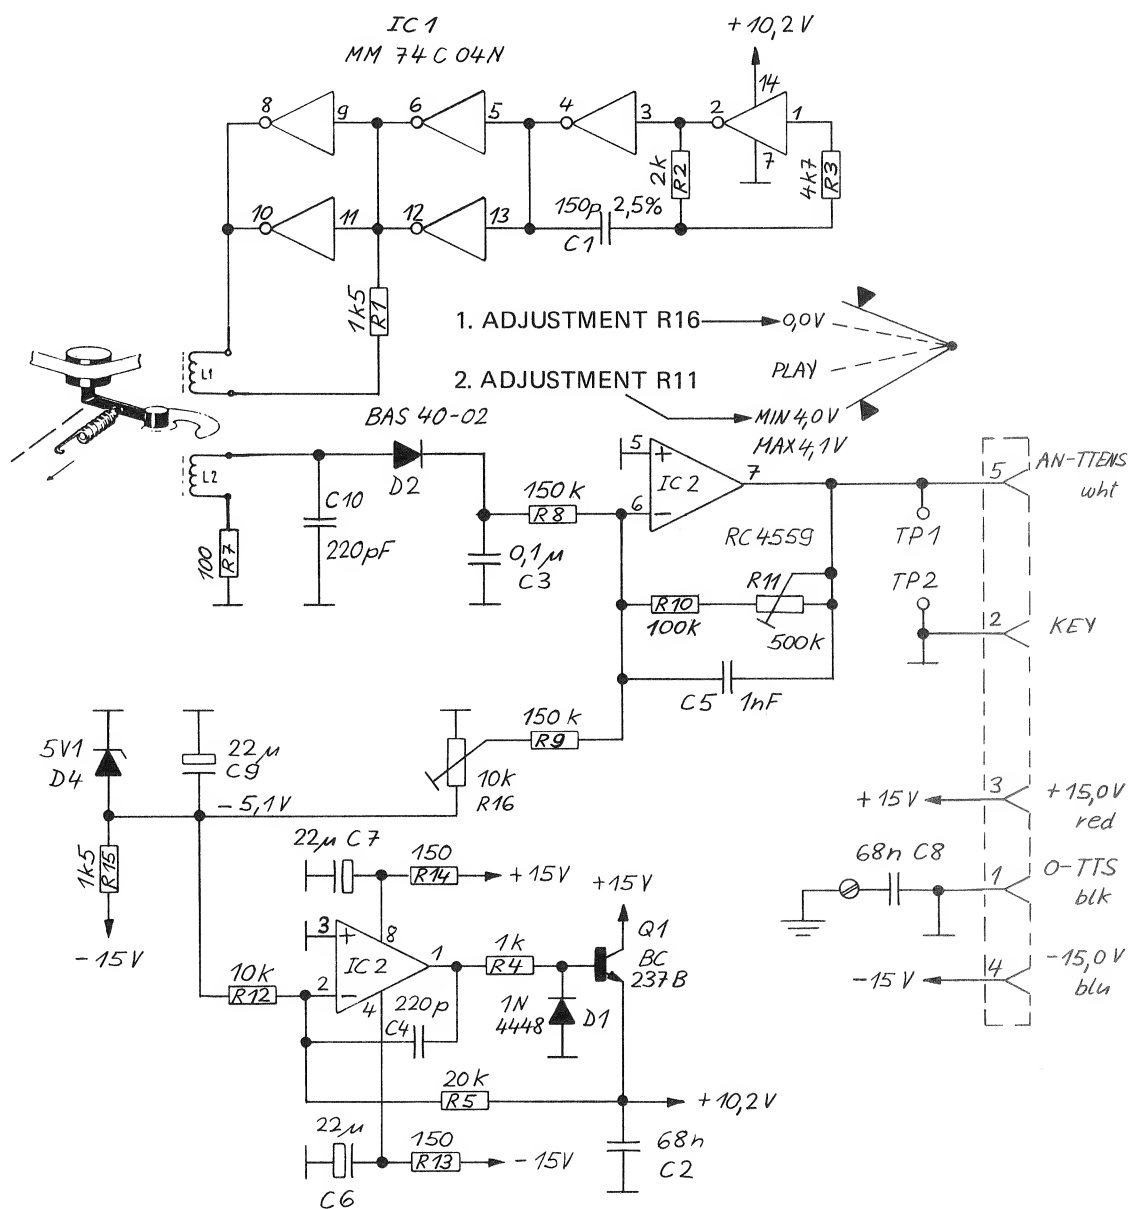 IC1
MM 74C04N
+10,2V
8
9
6
5
4
3
2
14
1
7
2k
R2
4k7
R3
10
11
12
13
150p
2,5%
C1
1k5
R1
1. ADJUSTMENT R16
0,0V
PLAY
2. ADJUSTMENT R11
MIN 4,0V
MAX 4,1V
L1
BAS 40-02
D2
L2
C10
220pF
100
R7
0,1µ
C3
150k
R8
5
+
IC2
7
6
−
RC4559
TP1
5
AN-TTENS
wht
TP2
2
KEY
R10
100K
R11
500K
C5
1nF
150k
R9
10k
R16
5V1
D4
22µ
C9
-5,1V
1k5
R15
-15V
3
+15V
+15,0V
red
68n C8
1
0-TTS
blk
4
-15V
-15,0V
blu
22µ C7
150
R14
+15V
+15V
3
+
8
IC2
1
2
−
4
10k
R12
220p
C4
1k
R4
1N
4448
D1
Q1
BC
237B
20k
R5
+10,2V
22µ
C6
150
R13
-15V
68n
C2